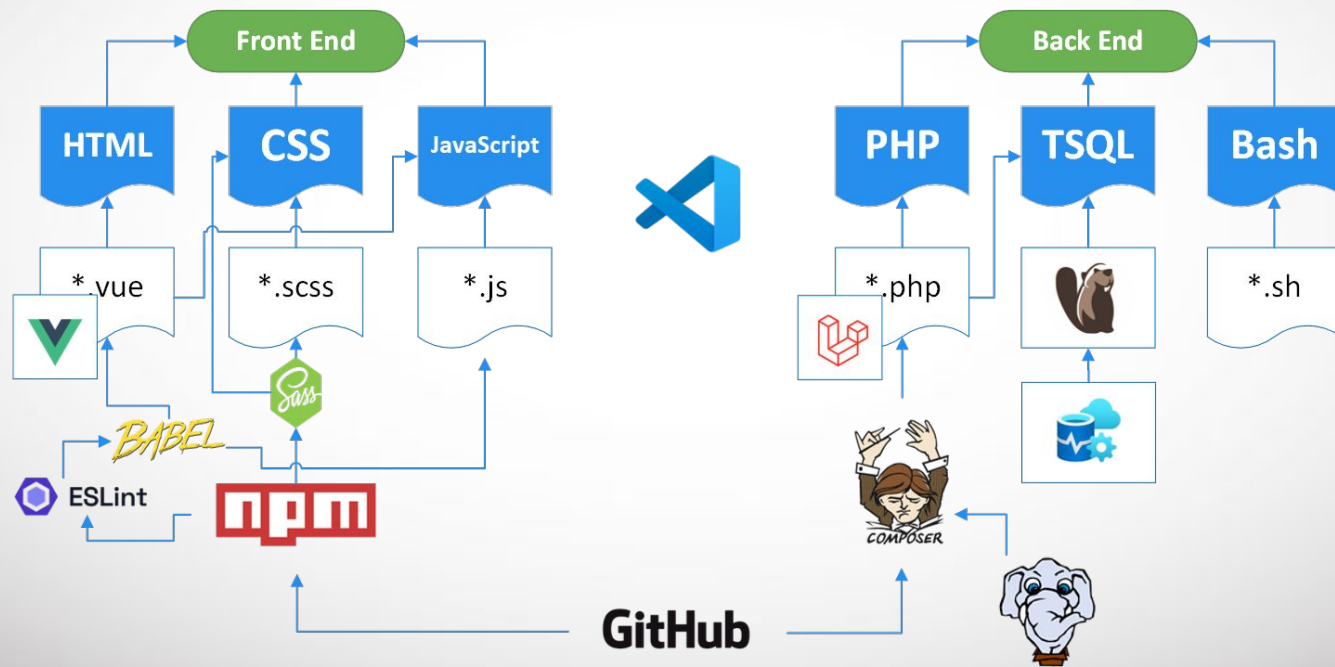 Front End
Back End
HTML
CSS
JavaScript
PHP
TSQL
Bash
*.vue
*.scss
*.js
*.php
*.sh
Sass
BABEL
ESLint
npm
COMPOSER
GitHub